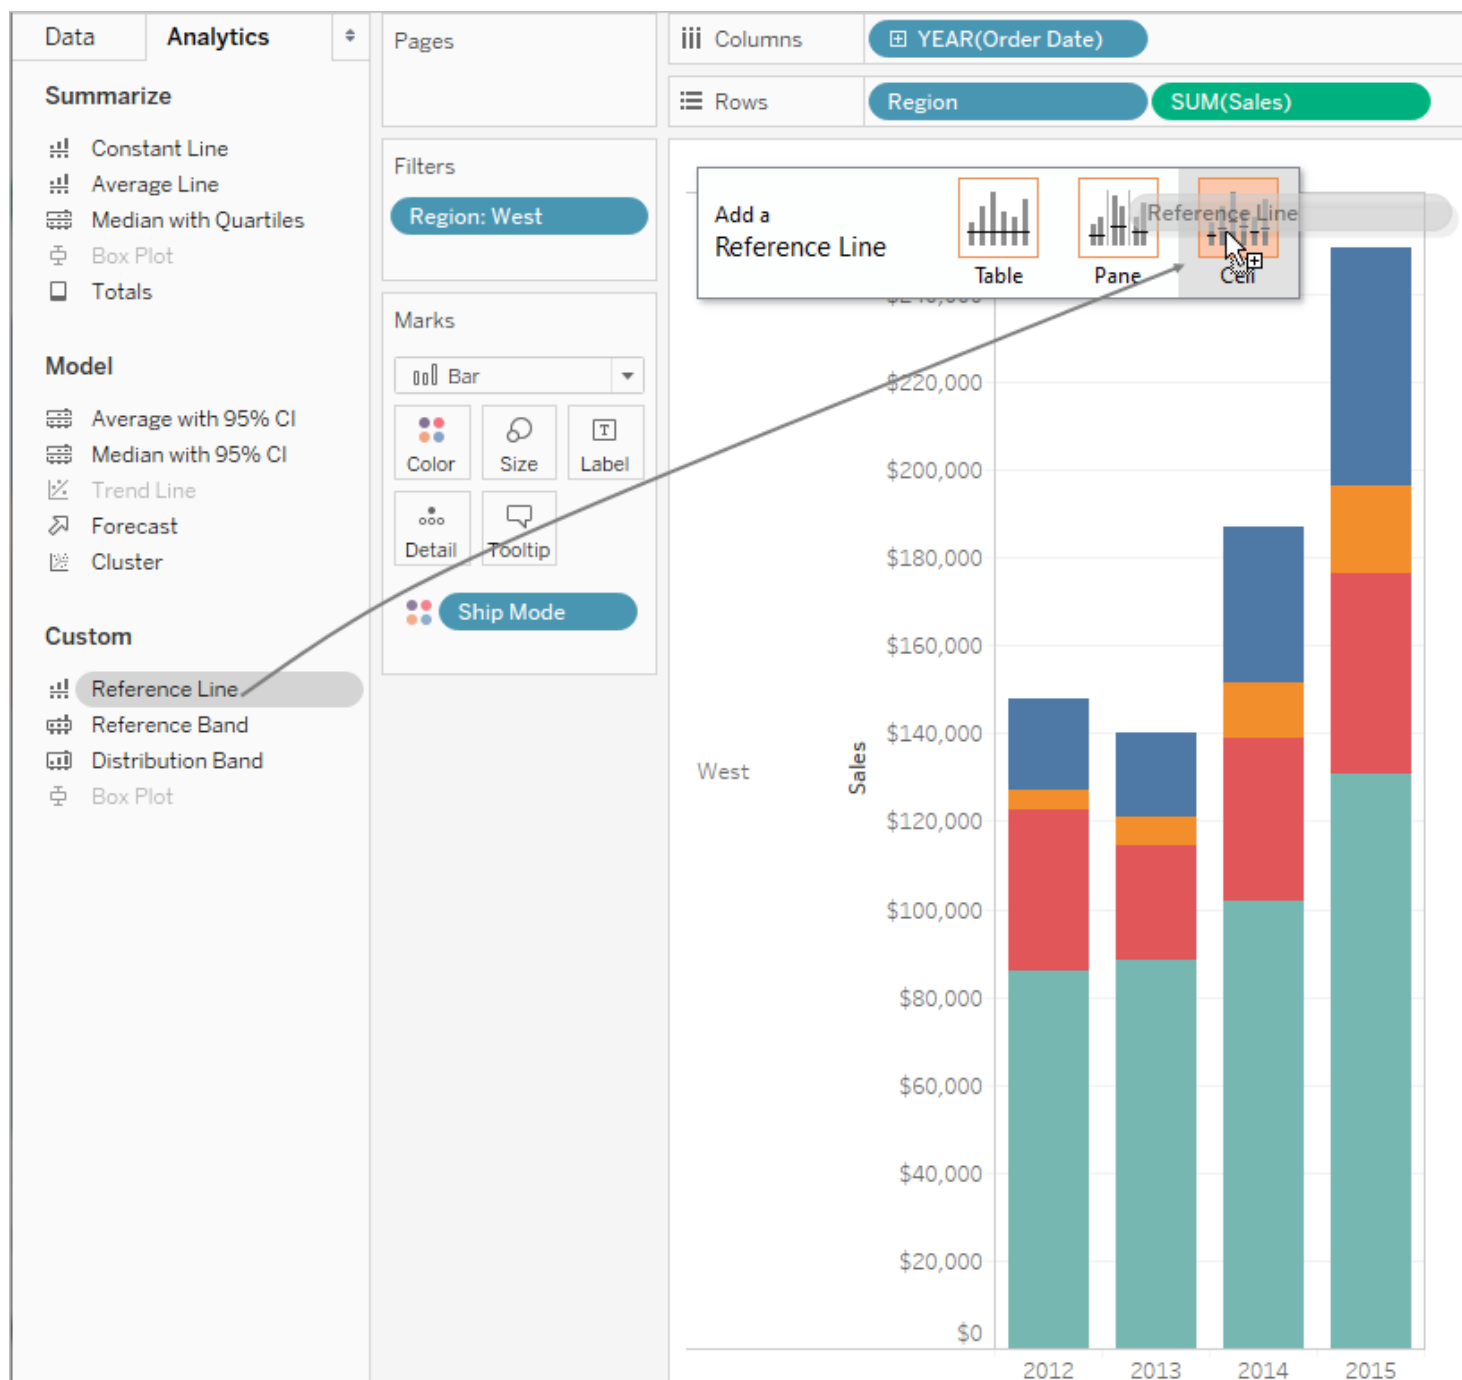 Data
Analytics
Summarize
Constant Line
Average Line
Median with Quartiles
Box Plot
Totals
Model
Average with 95% CI
Median with 95% CI
Trend Line
Forecast
Cluster
Custom
Reference Line
Reference Band
Distribution Band
Box Plot
Pages
Filters
Region: West
Marks
Bar
Color
Size
Label
Detail
Tooltip
Ship Mode
Columns
YEAR(Order Date)
Rows
Region
SUM(Sales)
Add a
Reference Line
Table
Pane
Cell
Reference Line
$240,000
$220,000
$200,000
$180,000
$160,000
$140,000
$120,000
$100,000
$80,000
$60,000
$40,000
$20,000
$0
West
Sales
2012
2013
2014
2015